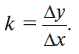 k = Δy/Δx.